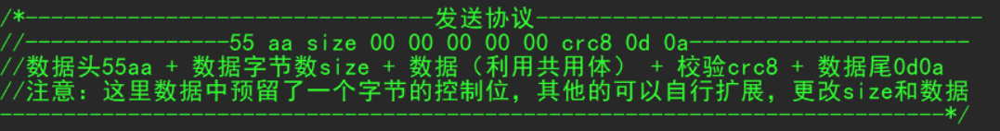 /*--------------------------------发送协议-----------------------------------
//----------------55 aa size 00 00 00 00 00 crc8 0d 0a----------------------
//数据头55aa + 数据字节数size + 数据（利用共用体） + 校验crc8 + 数据尾0d0a
//注意：这里数据中预留了一个字节的控制位，其他的可以自行扩展，更改size和数据
--------------------------------------------------------------------------*/